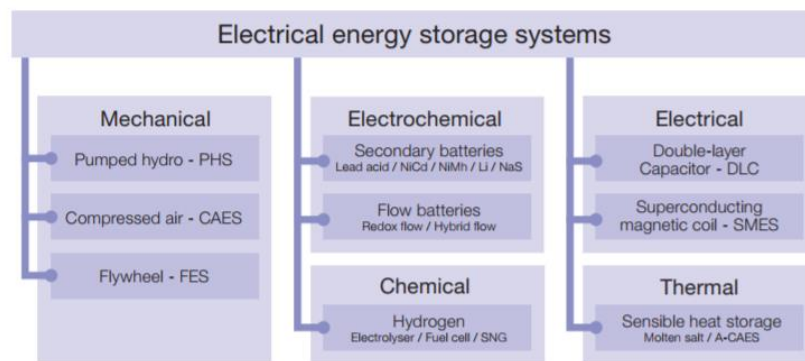 Electrical energy storage systems
Mechanical
Pumped hydro - PHS
Compressed air - CAES
Flywheel - FES
Electrochemical
Secondary batteries
Lead acid / NiCd / NiMh / Li / NaS
Flow batteries
Redox flow / Hybrid flow
Chemical
Hydrogen
Electrolyser / Fuel cell / SNG
Electrical
Double-layer
Capacitor - DLC
Superconducting
magnetic coil - SMES
Thermal
Sensible heat storage
Molten salt / A-CAES